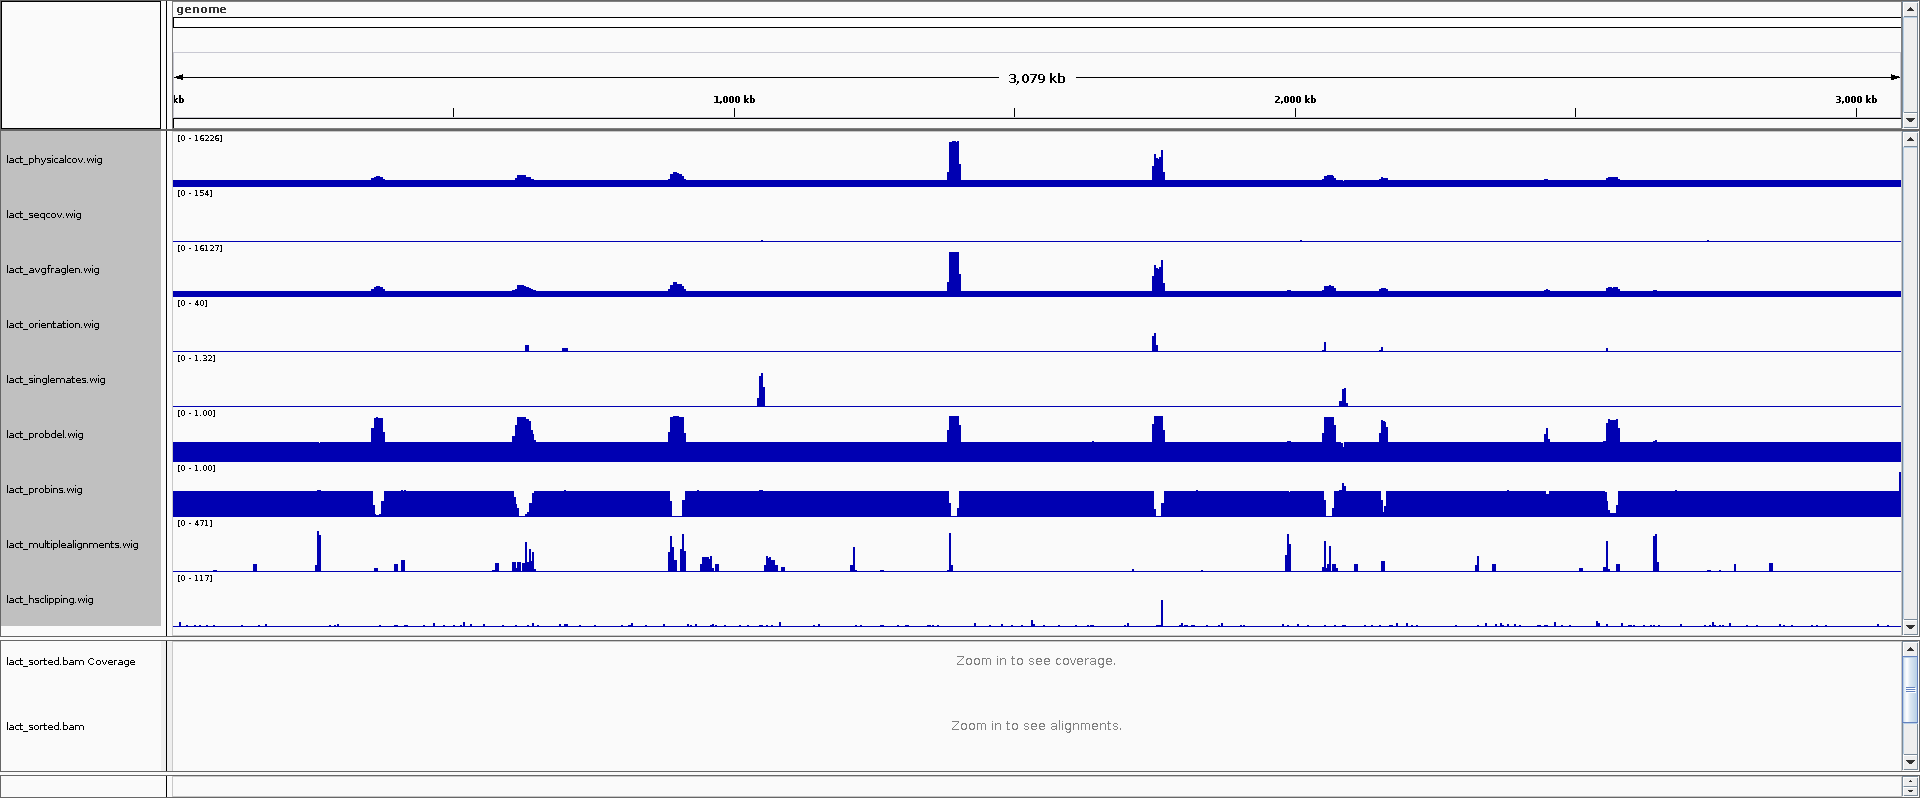 genome
3,079 kb
kb 1,000 kb 2,000 kb 3,000 kb
[0 - 16226]
lact_physicalcov.wig
[0 - 154]
lact_seqcov.wig
[0 - 16127]
lact_avgfraglen.wig
[0 - 40]
lact_orientation.wig
[0 - 1.32]
lact_singlemates.wig
[0 - 1.00]
lact_probdel.wig
[0 - 1.00]
lact_probins.wig
[0 - 471]
lact_multiplealignments.wig
[0 - 117]
lact_hsclipping.wig
lact_sorted.bam Coverage
Zoom in to see coverage.
lact_sorted.bam
Zoom in to see alignments.